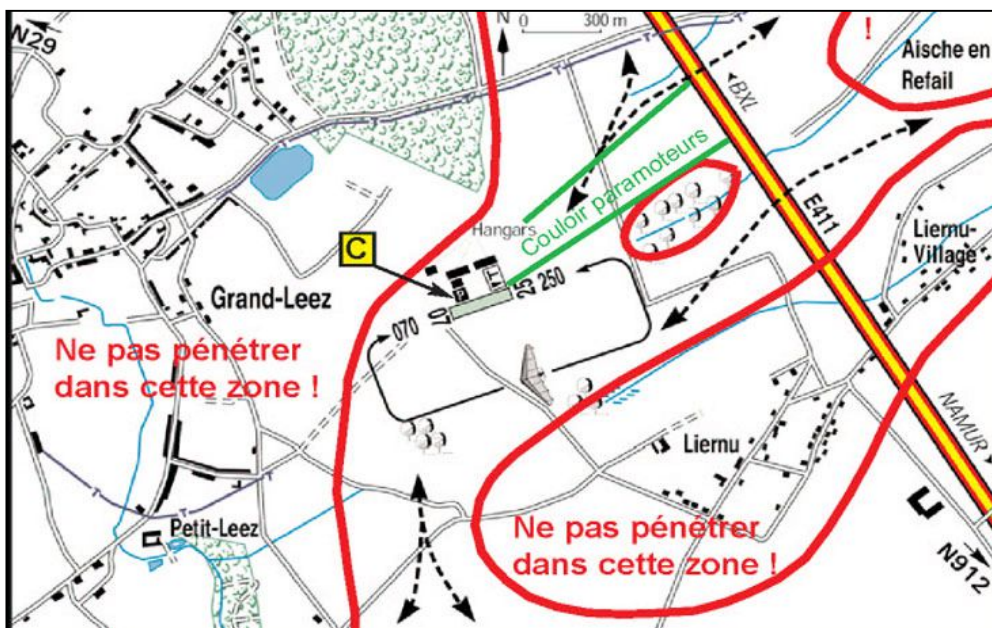 N29
N
0 300 m
!
Aische en
Refail
BXL
Couloir paramoteurs
E411
Hangars
Liernu-
Village
C
25 250
Grand-Leez
07
070
Ne pas pénétrer
dans cette zone !
NAMUR
Liernu
Ne pas pénétrer
dans cette zone !
Petit-Leez
N912